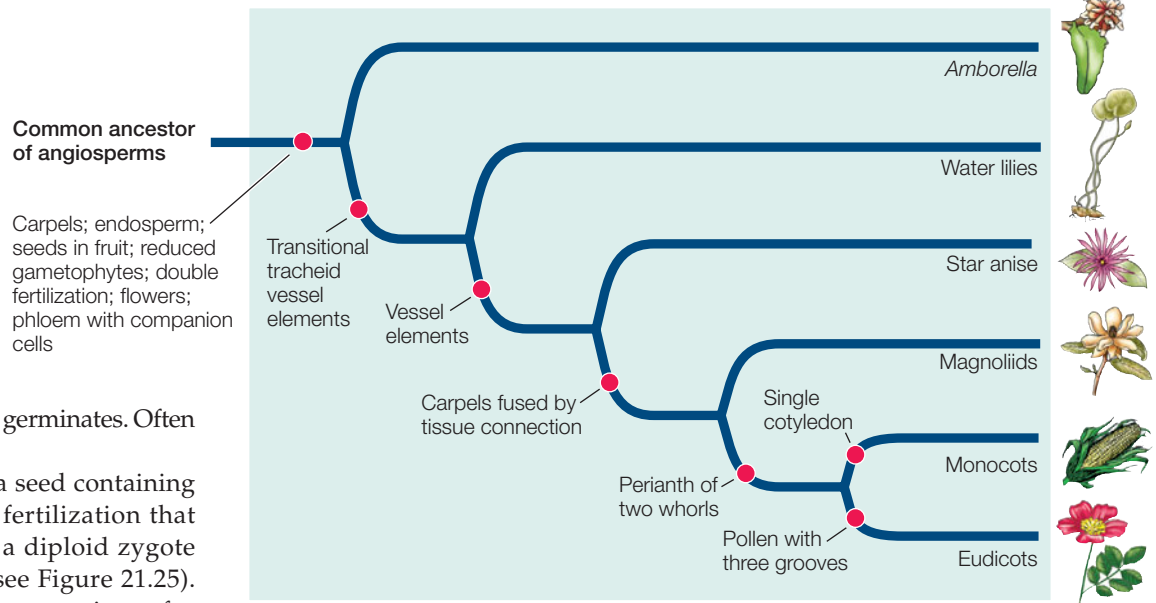 Amborella
Common ancestor
of angiosperms
Water lilies
Carpels; endosperm;
seeds in fruit; reduced
gametophytes; double
fertilization; flowers;
phloem with companion
cells
Transitional
tracheid
vessel
elements
Star anise
Vessel
elements
Magnoliids
Carpels fused by
tissue connection
Single
cotyledon
Monocots
Perianth of
two whorls
Pollen with
three grooves
Eudicots
germinates. Often
a seed containing
fertilization that
a diploid zygote
see Figure 21.25).